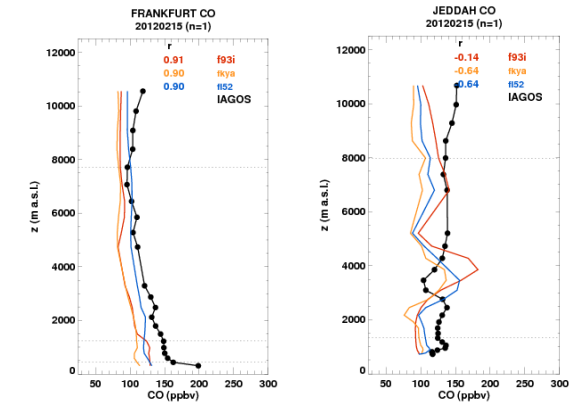 FRANKFURT CO
20120215 (n=1)
r
0.91 f93i
0.90 fkya
0.90 fl52
IAGOS
12000
10000
8000
6000
4000
2000
0
z (m a.s.l.)
50 100 150 200 250 300
CO (ppbv)
JEDDAH CO
20120215 (n=1)
r
-0.14 f93i
-0.64 fkya
-0.64 fl52
IAGOS
12000
10000
8000
6000
4000
2000
0
z (m a.s.l.)
50 100 150 200 250 300
CO (ppbv)